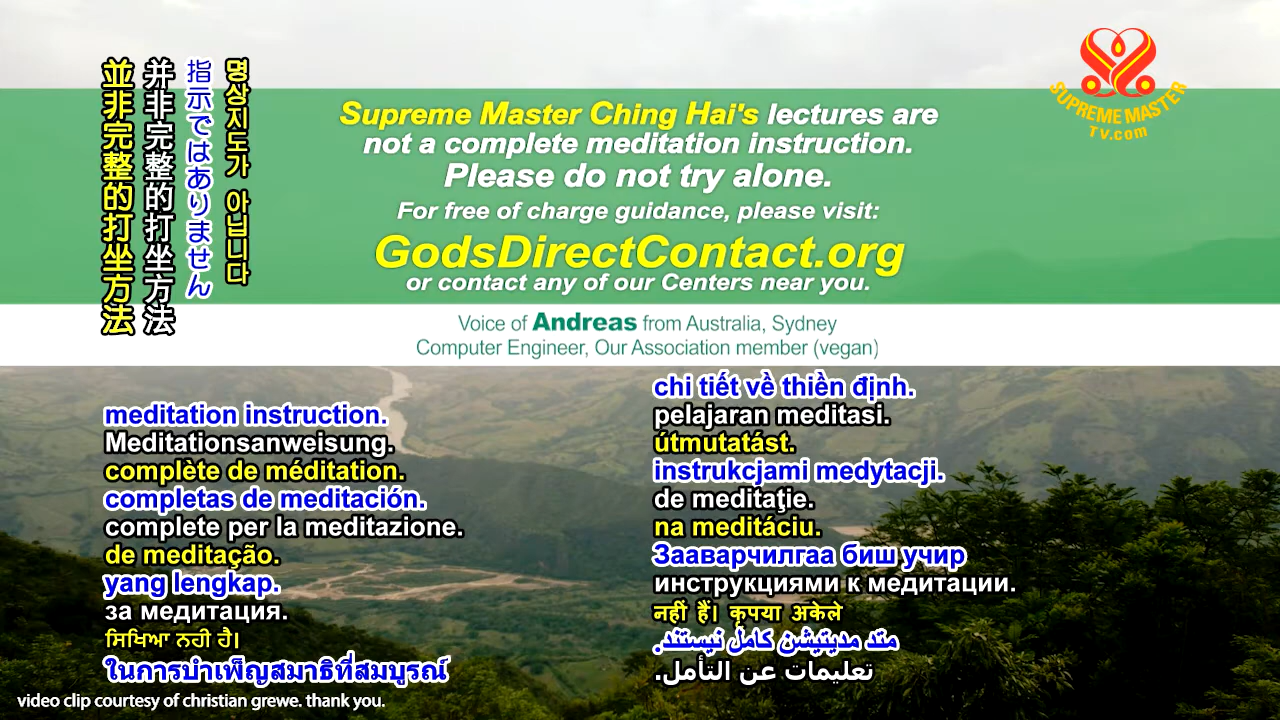 並非完整的打坐方法
并非完整的打坐方法
指示ではありません
명상지도가 아닙니다
Supreme Master Ching Hai's lectures are
not a complete meditation instruction.
Please do not try alone.
For free of charge guidance, please visit:
GodsDirectContact.org
or contact any of our Centers near you.
SUPREME MASTER
TV.com
Voice of Andreas from Australia, Sydney
Computer Engineer, Our Association member (vegan)
meditation instruction.
Meditationsanweisung.
complète de méditation.
completas de meditación.
complete per la meditazione.
de meditação.
yang lengkap.
за медитация.
ਸਿਖਿਆ ਨਹੀ ਹੈ।
ในการบำเพ็ญสมาธิที่สมบูรณ์
chi tiết về thiền định.
pelajaran meditasi.
útmutatást.
instrukcjami medytacji.
de meditaţie.
na meditáciu.
Зааварчилгаа биш учир
инструкциями к медитации.
नहीं हैं। कृपया अकेले
متد مديتيشن كامل نيستند.
تعليمات عن التأمل.
video clip courtesy of christian grewe. thank you.